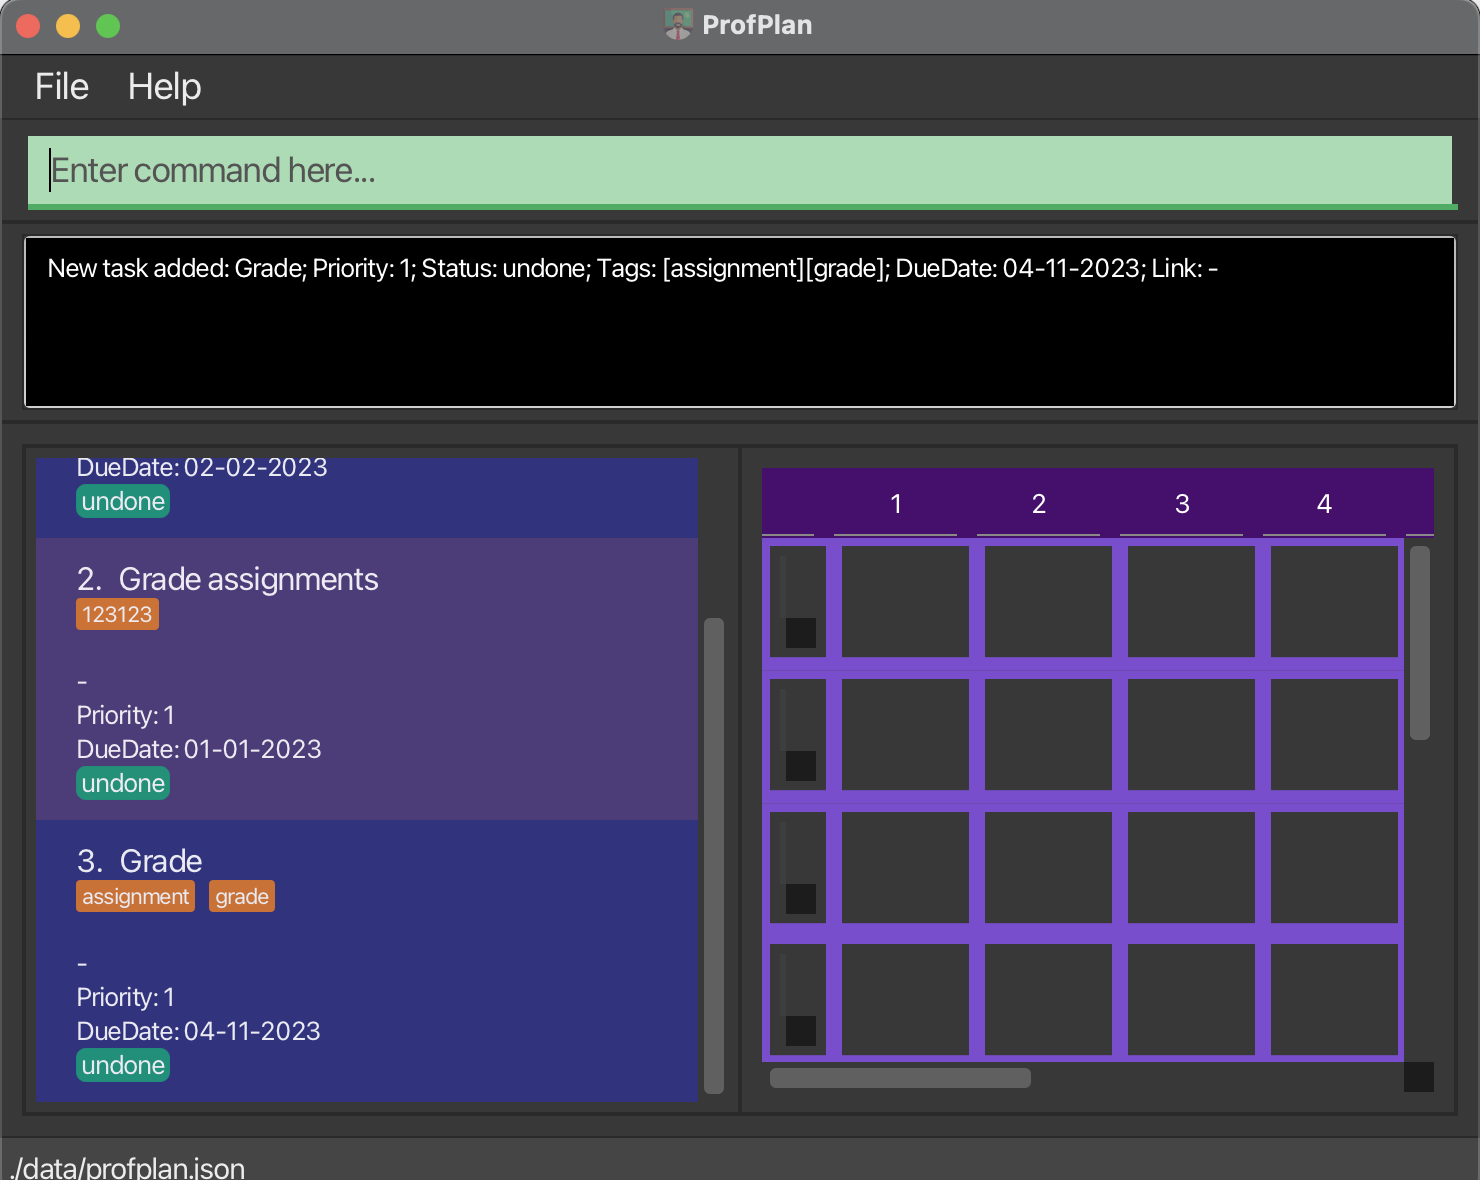 ProfPlan
File Help
Enter command here...
New task added: Grade; Priority: 1; Status: undone; Tags: [assignment][grade]; DueDate: 04-11-2023; Link: -
DueDate: 02-02-2023
undone
2. Grade assignments
123123
-
Priority: 1
DueDate: 01-01-2023
undone
3. Grade
assignment grade
-
Priority: 1
DueDate: 04-11-2023
undone
1 2 3 4
./data/profplan.json